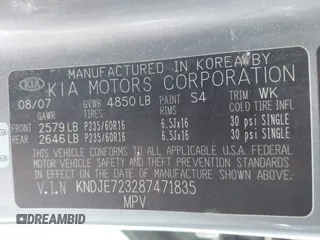 MANUFACTURED IN KOREA BY
KIA KIA MOTORS CORPORATION
08/07 GVWR 4850 LB PAINT S4 TRIM WK
GAWR TIRES RIMS COLD TIRE INFL
FRONT 2579 LB P235/60R16 6.5Jx16 30 psi SINGLE
REAR 2646 LB P235/60R16 6.5Jx16 30 psi SINGLE
THIS VEHICLE CONFORMS TO ALL APPLICABLE FEDERAL
MOTOR VEHICLE SAFETY AND THEFT PREVENTION
STANDARDS IN EFFECT ON THE DATE OF MANUFACTURE
SHOWN ABOVE.
V.I.N KNDJE723287471835
MPV
© AutoBidMaster